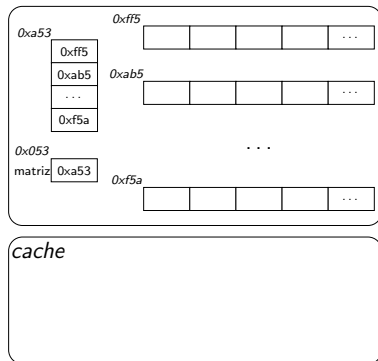 0xff5
. . .
0xa53
0xff5
0xab5
. . .
0xf5a
0xab5
. . .
. . .
0x053
matriz 0xa53
0xf5a
. . .
cache